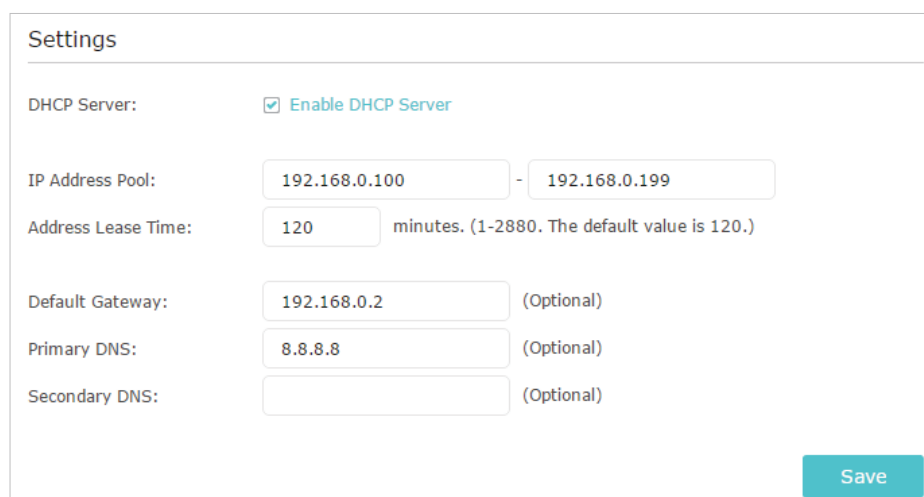 Settings
DHCP Server: Enable DHCP Server
IP Address Pool: 192.168.0.100 - 192.168.0.199
Address Lease Time: 120 minutes. (1-2880. The default value is 120.)
Default Gateway: 192.168.0.2 (Optional)
Primary DNS: 8.8.8.8 (Optional)
Secondary DNS: (Optional)
Save